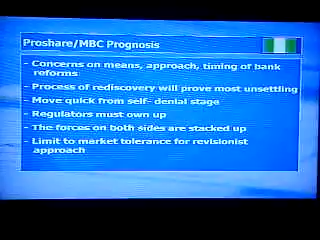 Proshare/MBC Prognosis
- Concerns on means, approach, timing of bank
reforms
- Process of rediscovery will prove most unsettling
- Move quick from self- denial stage
- Regulators must own up
- The forces on both sides are stacked up
- Limit to market tolerance for revisionist
approach